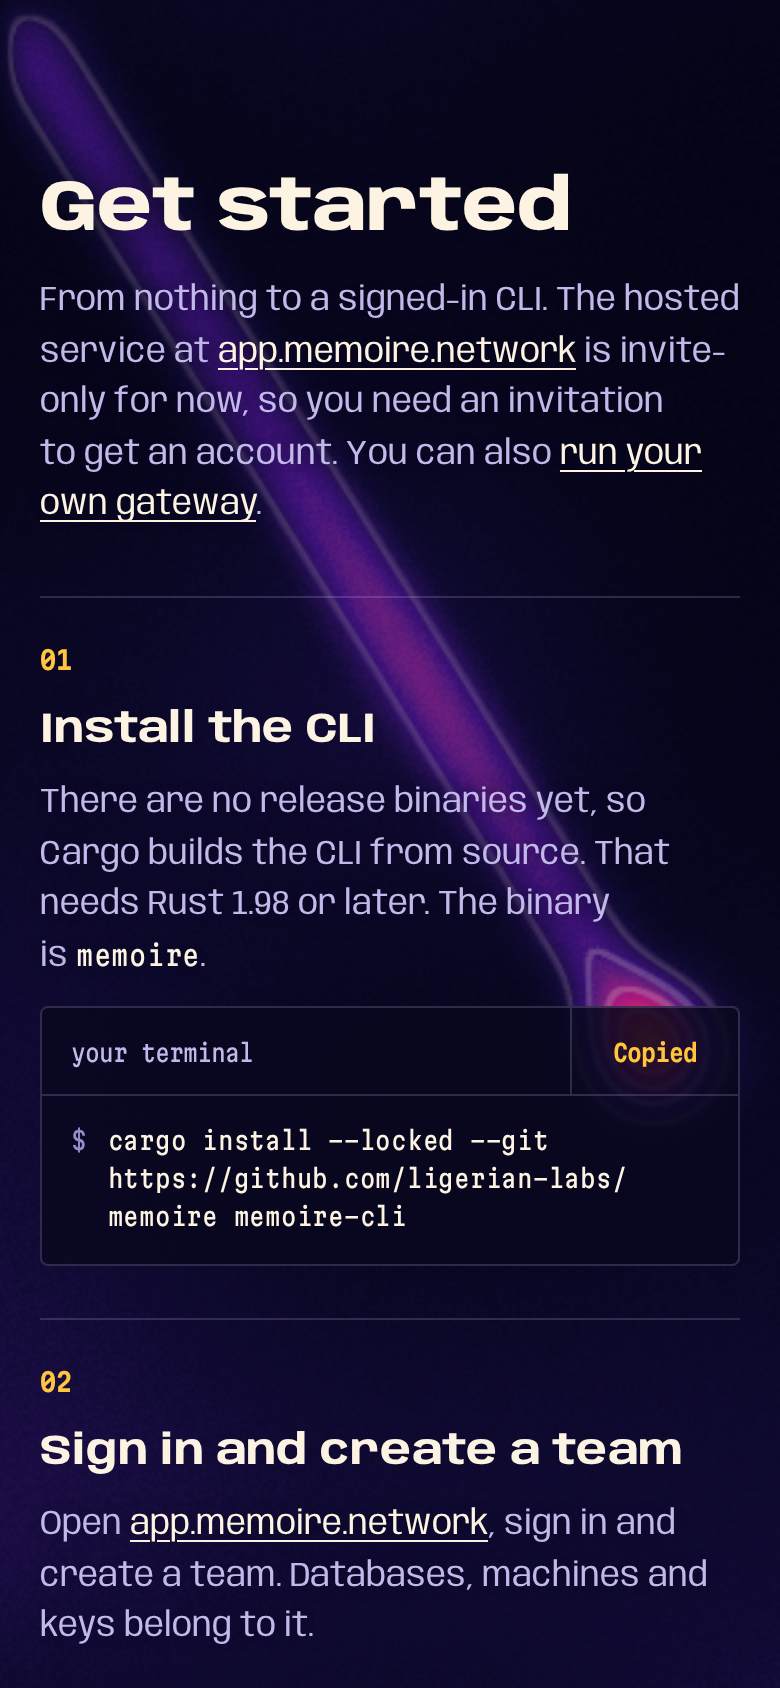 Get started
From nothing to a signed-in CLI. The hosted
service at app.memoire.network is invite-
only for now, so you need an invitation
to get an account. You can also run your
own gateway.
01
Install the CLI
There are no release binaries yet, so
Cargo builds the CLI from source. That
needs Rust 1.98 or later. The binary
is memoire.
your terminal
Copied
$ cargo install --locked --git
https://github.com/ligerian-labs/
memoire memoire-cli
02
Sign in and create a team
Open app.memoire.network, sign in and
create a team. Databases, machines and
keys belong to it.